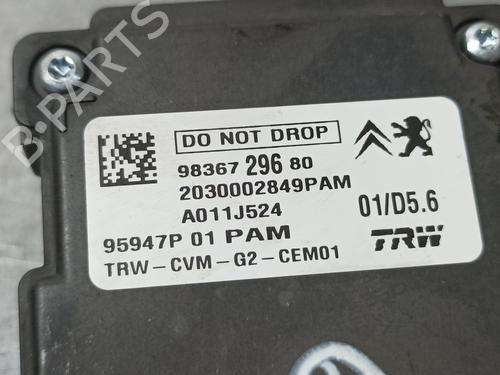 B-PARTS
DO NOT DROP
98367 296 80
2030002849PAM
A011J524
01/D5.6
95947P 01 PAM
TRW
TRW-CVM-G2-CEM01